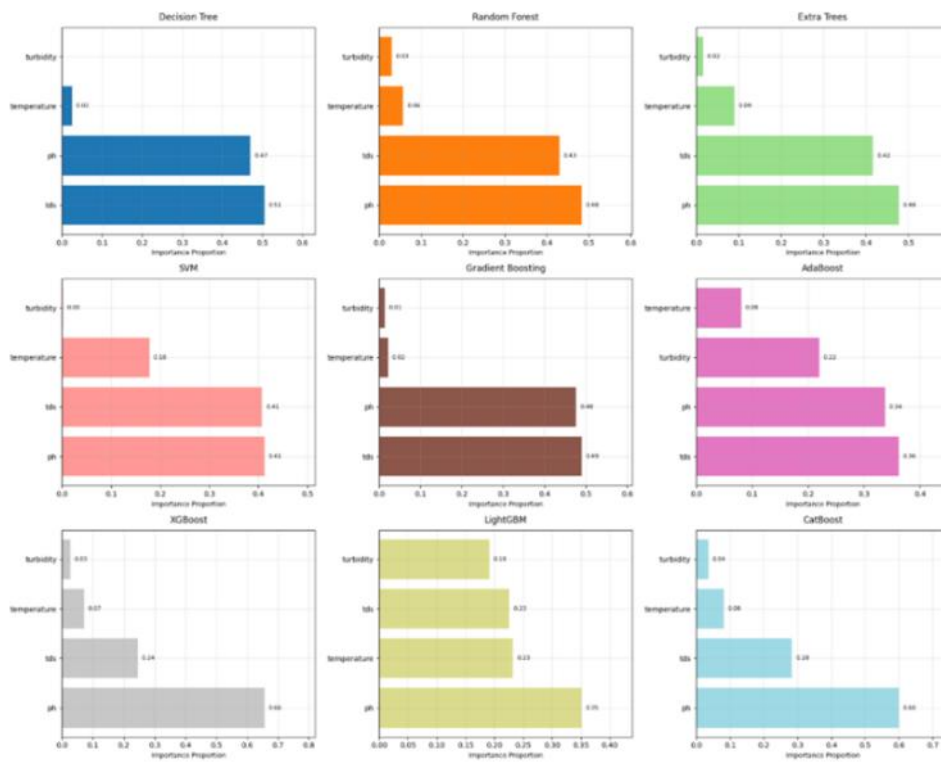 Decision Tree
turbidity
temperature 0.02
ph 0.47
tds 0.51
0.0 0.1 0.2 0.3 0.4 0.5 0.6
Importance Proportion
Random Forest
turbidity 0.03
temperature 0.06
tds 0.43
ph 0.48
0.0 0.1 0.2 0.3 0.4 0.5 0.6
Importance Proportion
Extra Trees
turbidity 0.02
temperature 0.09
tds 0.42
ph 0.48
0.0 0.1 0.2 0.3 0.4 0.5
Importance Proportion
SVM
turbidity 0.00
temperature 0.18
tds 0.41
ph 0.41
0.0 0.1 0.2 0.3 0.4 0.5
Importance Proportion
Gradient Boosting
turbidity 0.01
temperature 0.02
ph 0.48
tds 0.49
0.0 0.1 0.2 0.3 0.4 0.5 0.6
Importance Proportion
AdaBoost
temperature 0.08
turbidity 0.22
ph 0.34
tds 0.36
0.0 0.1 0.2 0.3 0.4
Importance Proportion
XGBoost
turbidity 0.03
temperature 0.07
tds 0.24
ph 0.66
0.0 0.1 0.2 0.3 0.4 0.5 0.6 0.7 0.8
Importance Proportion
LightGBM
turbidity 0.19
tds 0.23
temperature 0.23
ph 0.35
0.00 0.05 0.10 0.15 0.20 0.25 0.30 0.35 0.40
Importance Proportion
CatBoost
turbidity 0.04
temperature 0.08
tds 0.28
ph 0.60
0.0 0.1 0.2 0.3 0.4 0.5 0.6 0.7
Importance Proportion